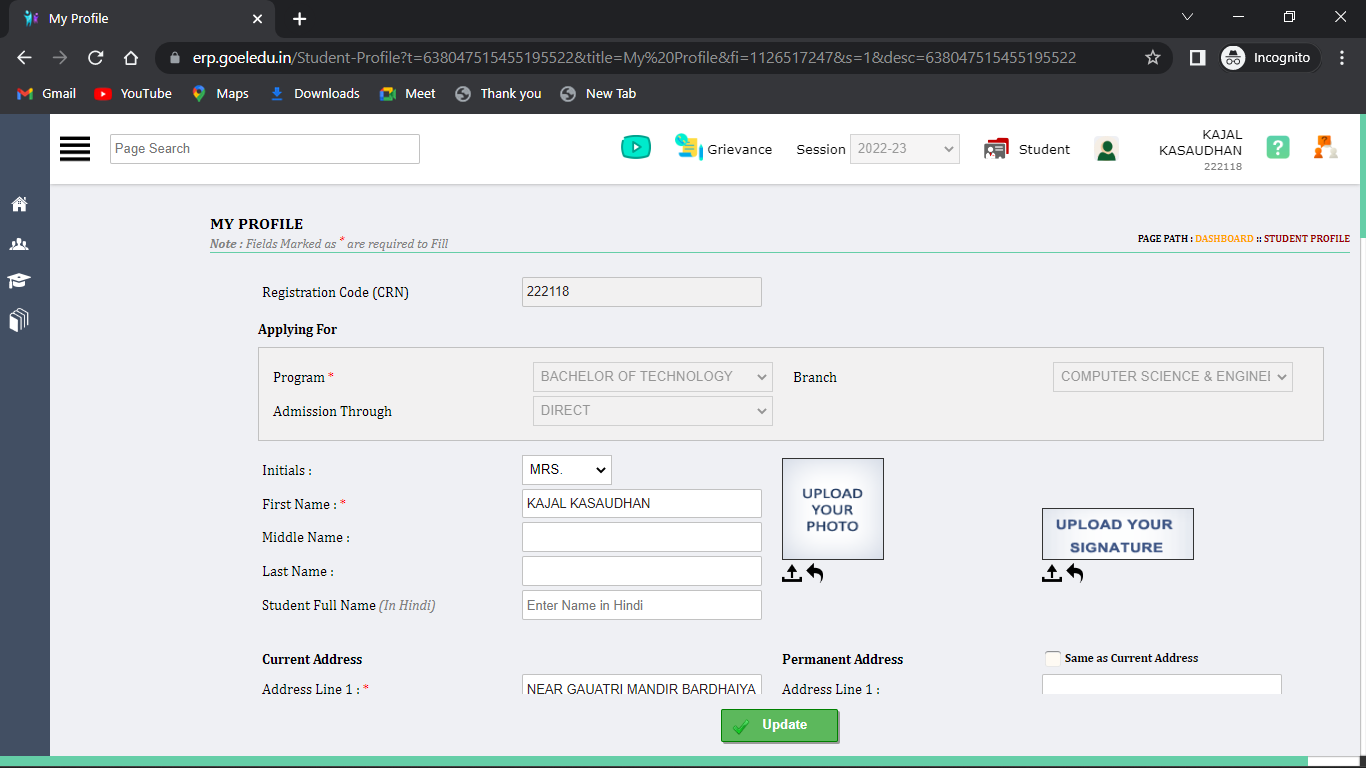 My Profile
erp.goeledu.in/Student-Profile?t=638047515455195522&title=My%20Profile&fi=1126517247&s=1&desc=638047515455195522
Incognito
Gmail YouTube Maps Downloads Meet Thank you New Tab
Page Search
Grievance Session 2022-23 Student
KAJAL
KASAUDHAN
222118
MY PROFILE
Note : Fields Marked as * are required to Fill
PAGE PATH : DASHBOARD :: STUDENT PROFILE
Registration Code (CRN) 222118
Applying For
Program * BACHELOR OF TECHNOLOGY Branch COMPUTER SCIENCE & ENGINEI
Admission Through DIRECT
Initials : MRS.
First Name : * KAJAL KASAUDHAN
Middle Name :
Last Name :
Student Full Name (In Hindi) Enter Name in Hindi
UPLOAD
YOUR
PHOTO
UPLOAD YOUR
SIGNATURE
Current Address Permanent Address Same as Current Address
Address Line 1 : * NEAR GAUATRI MANDIR BARDHAIYA Address Line 1 :
Update